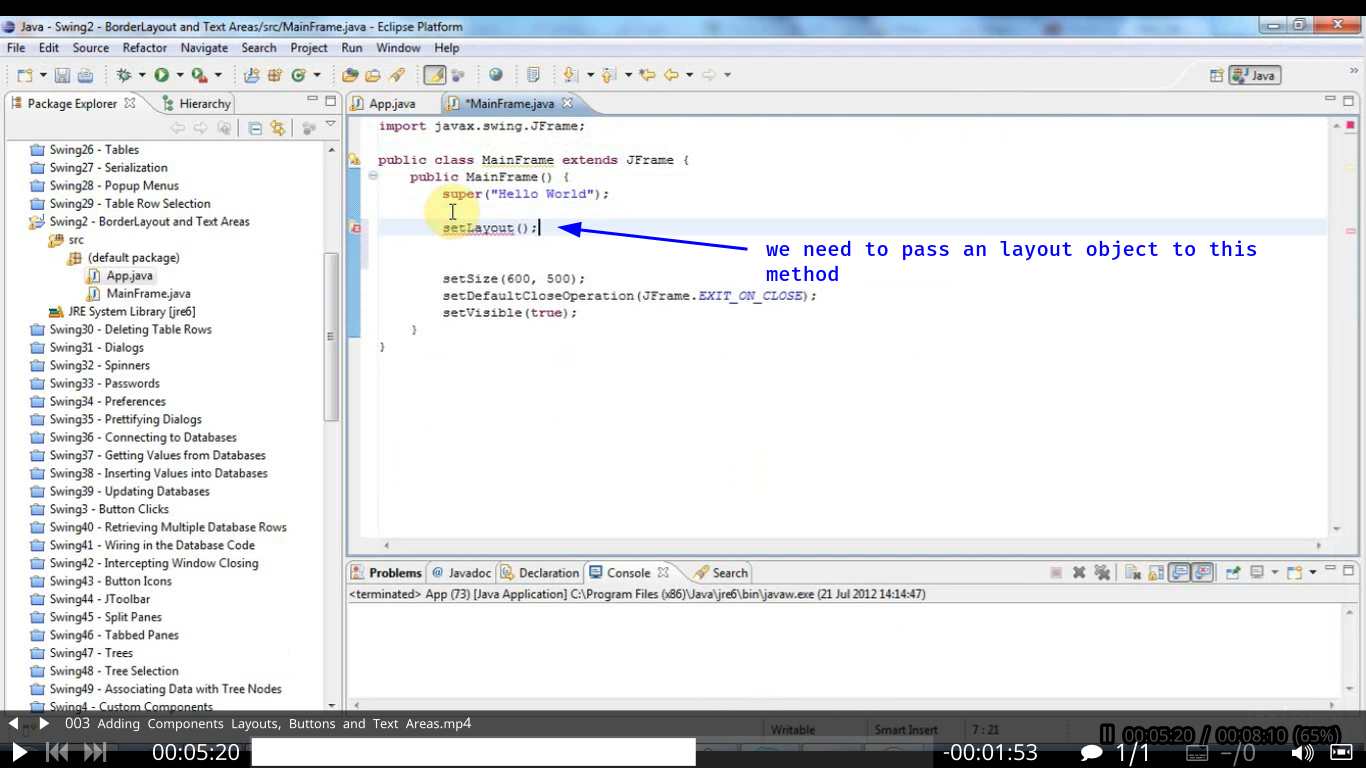 Java - Swing2 - BorderLayout and Text Areas/src/MainFrame.java - Eclipse Platform
File Edit Source Refactor Navigate Search Project Run Window Help
Java
Package Explorer Hierarchy
Swing26 - Tables
Swing27 - Serialization
Swing28 - Popup Menus
Swing29 - Table Row Selection
Swing2 - BorderLayout and Text Areas
src
(default package)
App.java
MainFrame.java
JRE System Library [jre6]
Swing30 - Deleting Table Rows
Swing31 - Dialogs
Swing32 - Spinners
Swing33 - Passwords
Swing34 - Preferences
Swing35 - Prettifying Dialogs
Swing36 - Connecting to Databases
Swing37 - Getting Values from Databases
Swing38 - Inserting Values into Databases
Swing39 - Updating Databases
Swing3 - Button Clicks
Swing40 - Retrieving Multiple Database Rows
Swing41 - Wiring in the Database Code
Swing42 - Intercepting Window Closing
Swing43 - Button Icons
Swing44 - JToolbar
Swing45 - Split Panes
Swing46 - Tabbed Panes
Swing47 - Trees
Swing48 - Tree Selection
Swing49 - Associating Data with Tree Nodes
Swing4 - Custom Components
App.java *MainFrame.java
import javax.swing.JFrame;
public class MainFrame extends JFrame {
public MainFrame() {
super("Hello World");
setLayout();
we need to pass an layout object to this
method
setSize(600, 500);
setDefaultCloseOperation(JFrame.EXIT_ON_CLOSE);
setVisible(true);
}
}
Problems @ Javadoc Declaration Console Search
<terminated> App (73) [Java Application] C:\Program Files (x86)\Java\jre6\bin\javaw.exe (21 Jul 2012 14:14:47)
003 Adding Components Layouts, Buttons and Text Areas.mp4
Writable Smart Insert 7 : 21
00:05:20 / 00:08:10 (65%)
00:05:20 -00:01:53 1/1 -/0